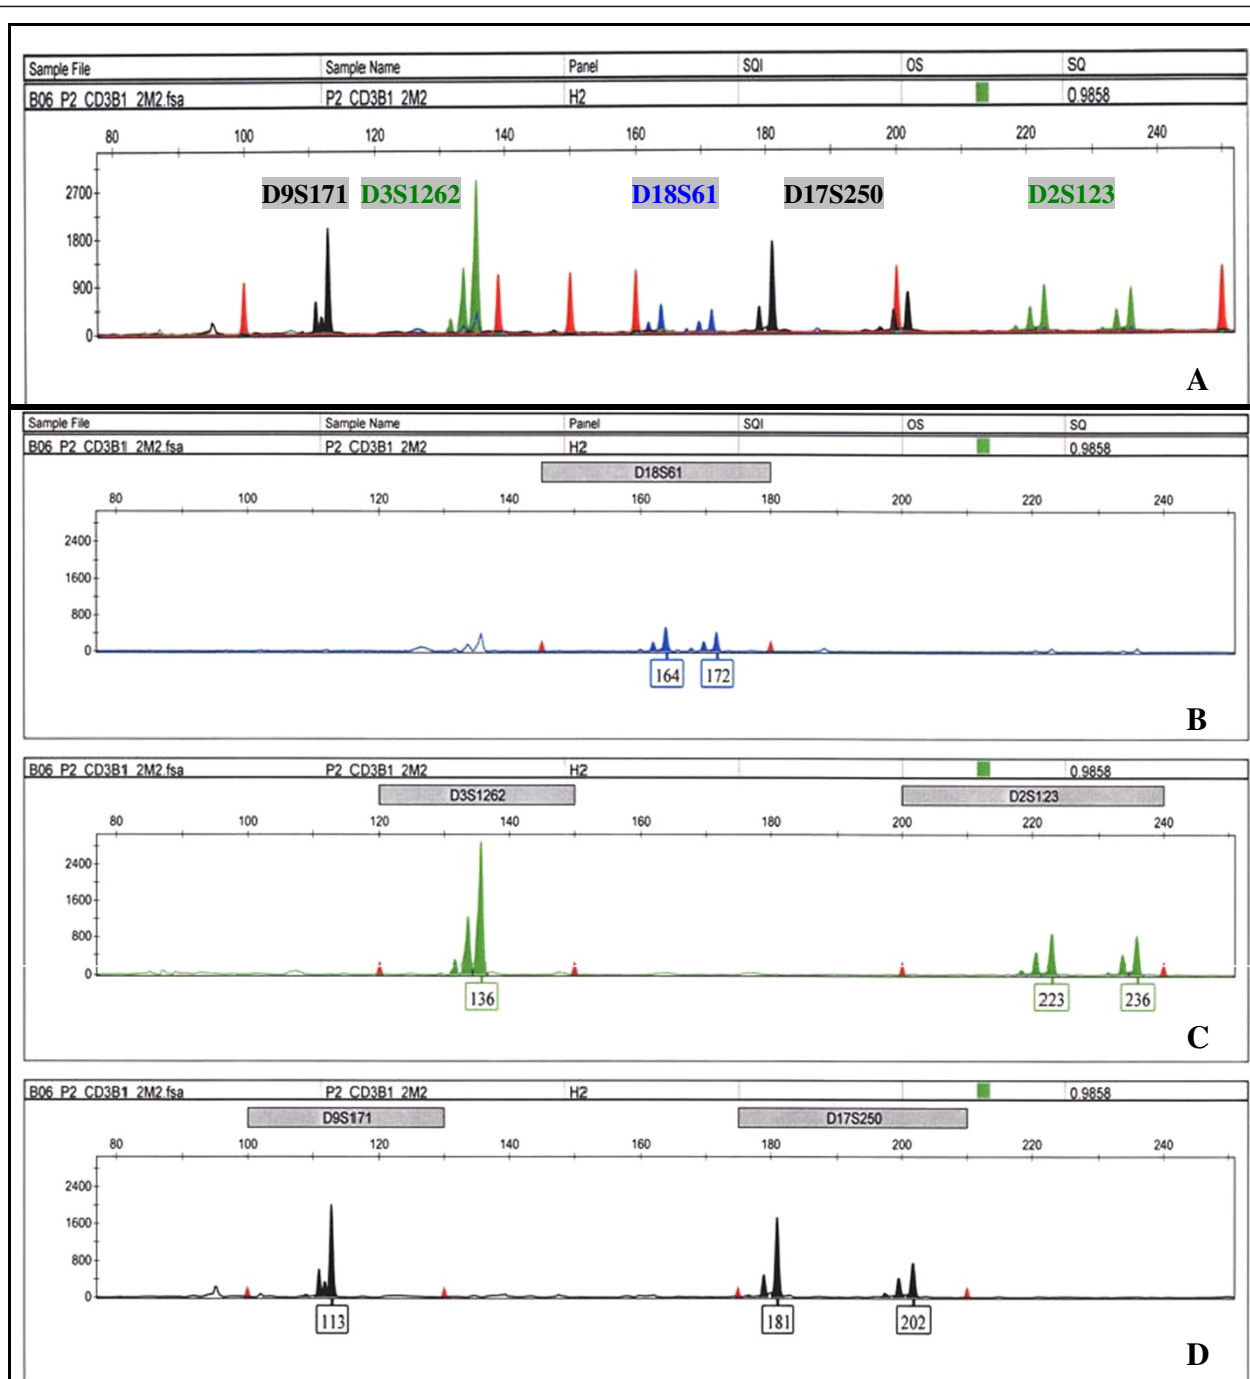 Sample File Sample Name Panel SQI OS SQ
B06 P2 CD3B1 2M2.fsa P2 CD3B1 2M2 H2 0.9858
80 100 120 140 160 180 200 220 240
D9S171 D3S1262 D18S61 D17S250 D2S123
2700
1800
900
0
A
Sample File Sample Name Panel SQI OS SQ
B06 P2 CD3B1 2M2.fsa P2 CD3B1 2M2 H2 0.9858
D18S61
80 100 120 140 160 180 200 220 240
2400
1600
800
0
164 172
B
B06 P2 CD3B1 2M2.fsa P2 CD3B1 2M2 H2 0.9858
D3S1262 D2S123
80 100 120 140 160 180 200 220 240
2400
1600
800
0
136 223 236
C
B06 P2 CD3B1 2M2.fsa P2 CD3B1 2M2 H2 0.9858
D9S171 D17S250
80 100 120 140 160 180 200 220 240
2400
1600
800
0
113 181 202
D